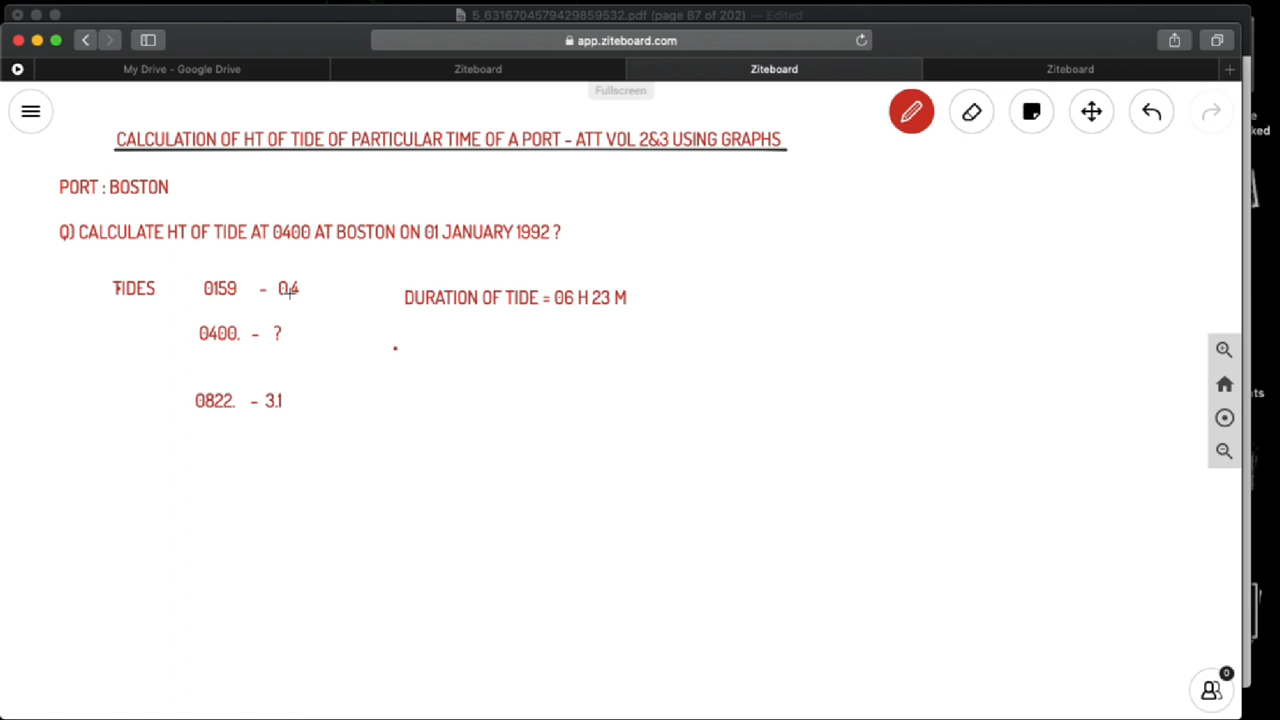 5_6316704579429859532.pdf (page 87 of 202) — Edited
app.ziteboard.com
My Drive - Google Drive
Ziteboard
Ziteboard
Ziteboard
Fullscreen
CALCULATION OF HT OF TIDE OF PARTICULAR TIME OF A PORT - ATT VOL 2&3 USING GRAPHS
PORT : BOSTON
Q) CALCULATE HT OF TIDE AT 0400 AT BOSTON ON 01 JANUARY 1992 ?
TIDES 0159 - 0.4
DURATION OF TIDE = 06 H 23 M
0400. - ?
0822. - 3.1
0